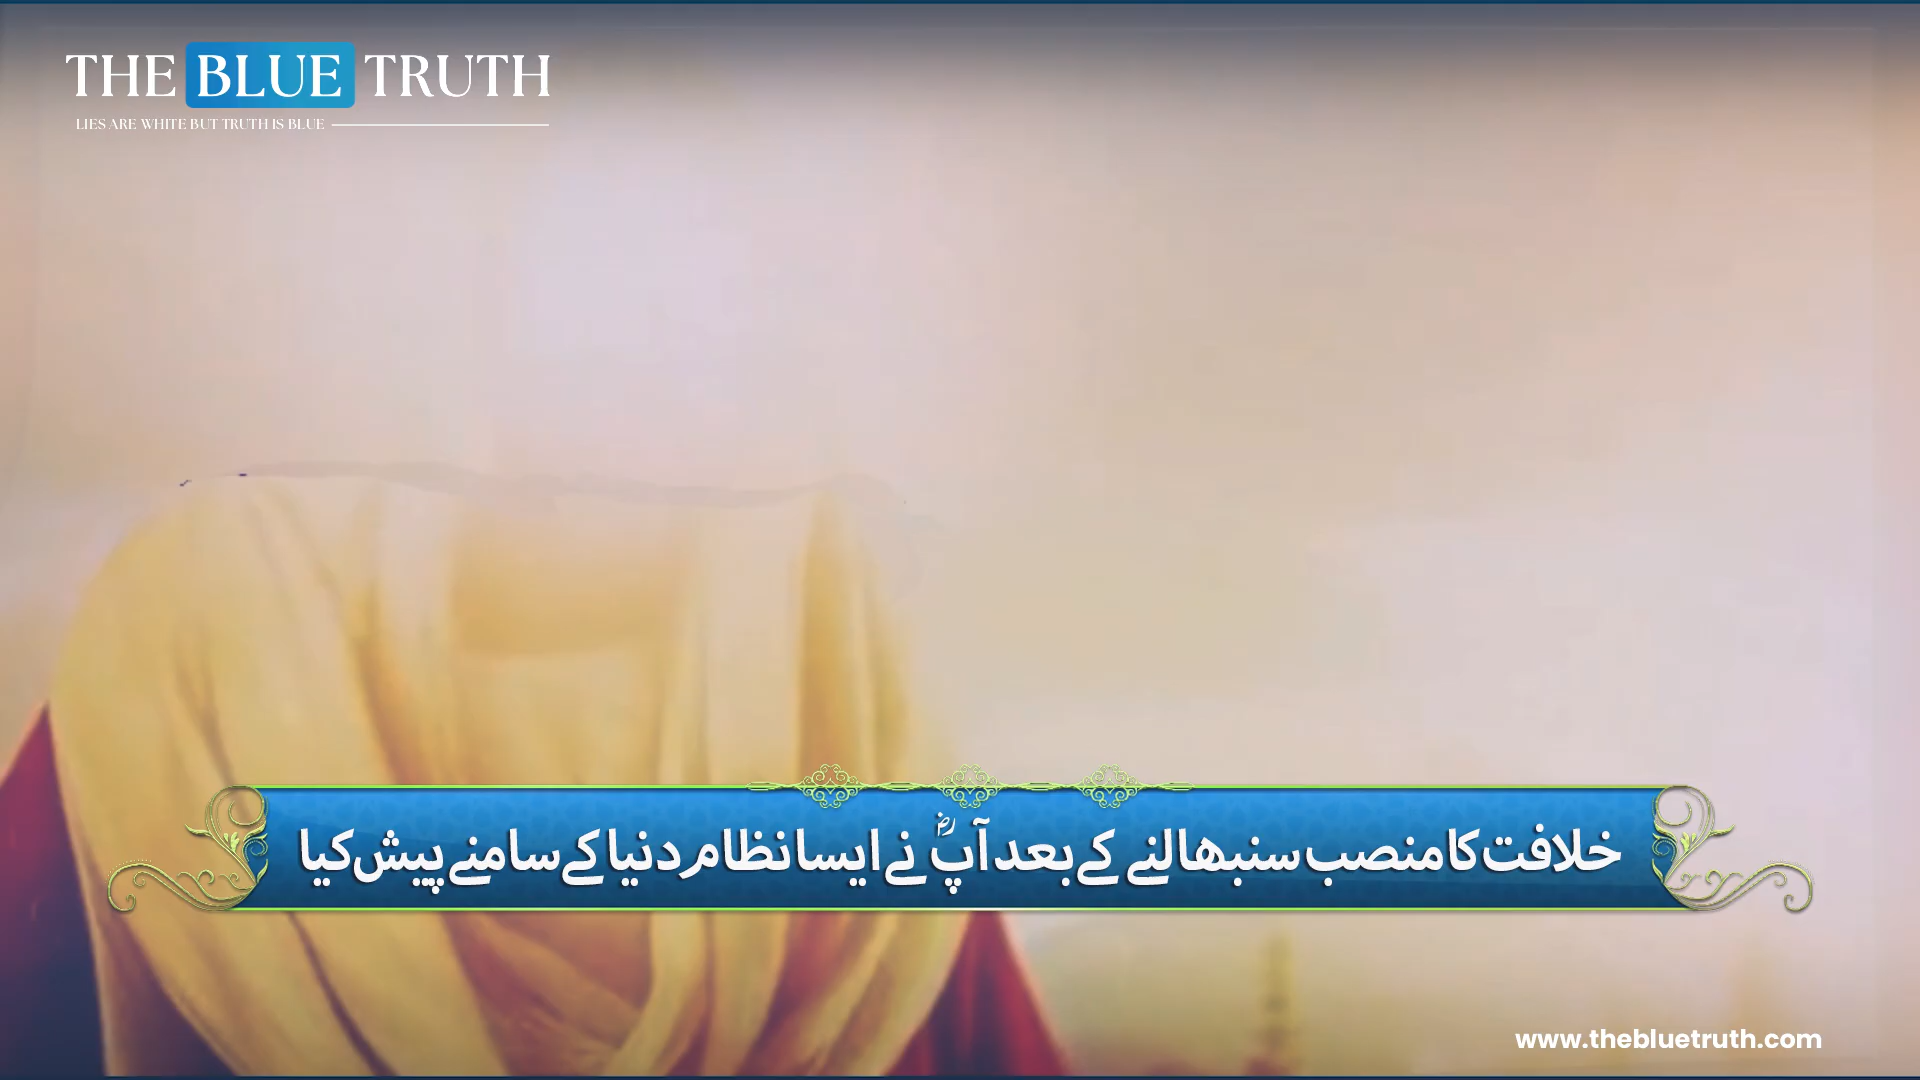 THE BLUE TRUTH
LIES ARE WHITE BUT TRUTH IS BLUE
خلافت کا منصب سنبھالنے کے بعد آپؓ نے ایسا نظام دنیا کے سامنے پیش کیا
www.thebluetruth.com